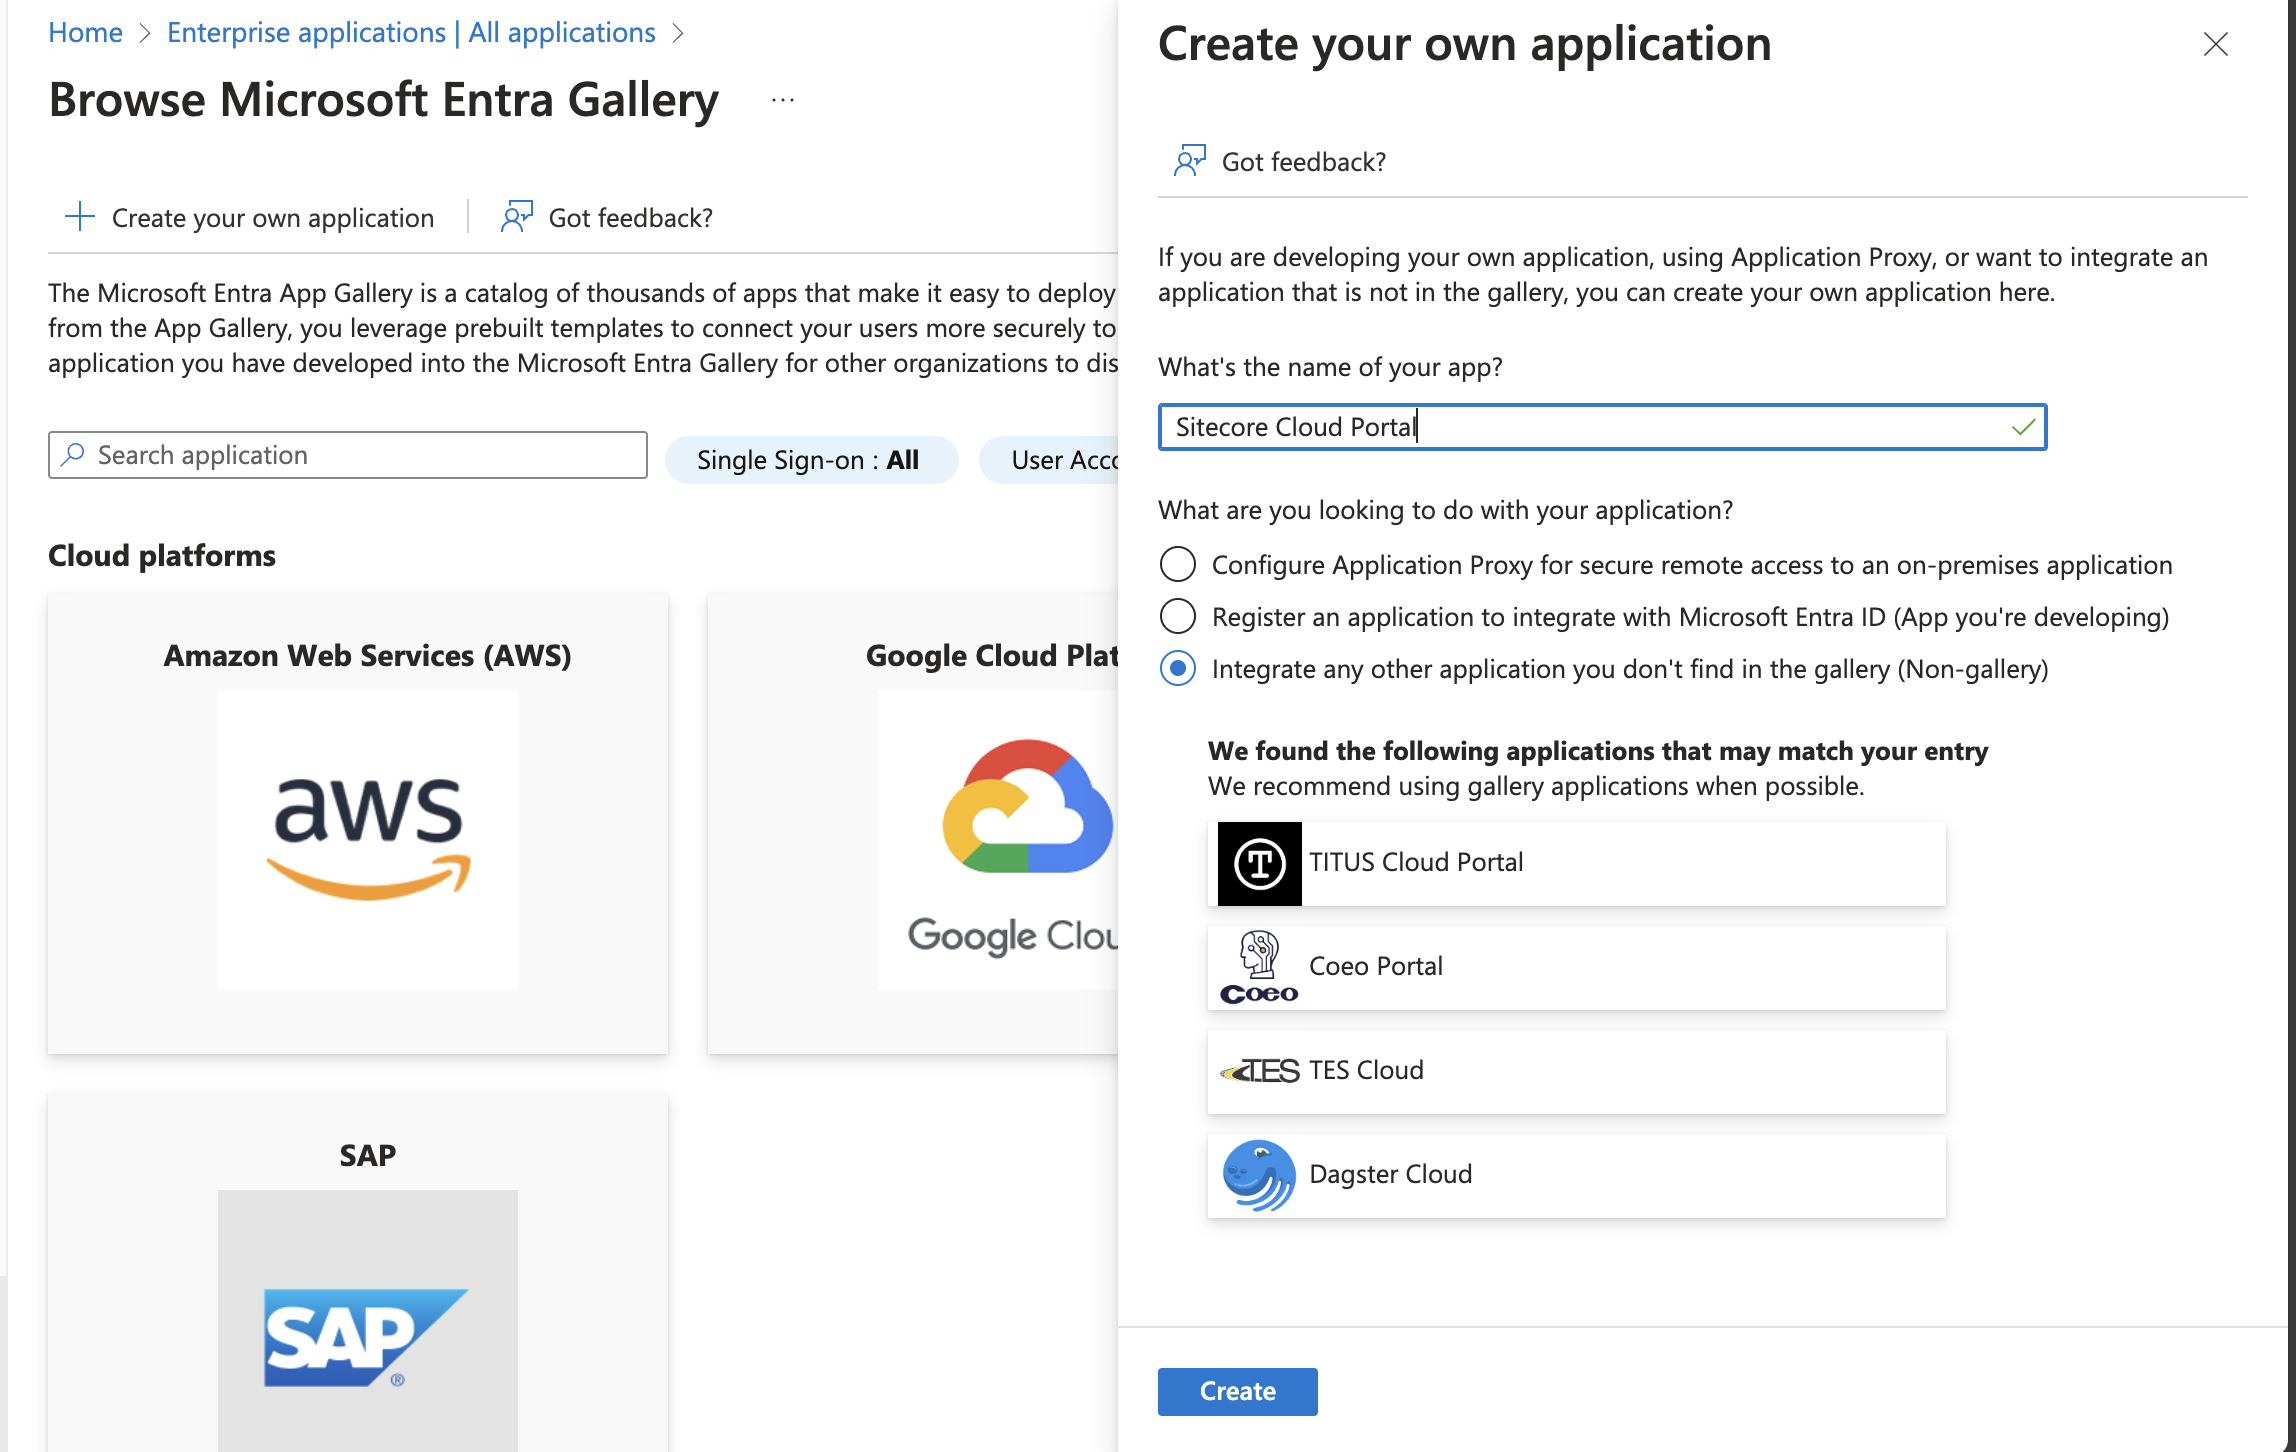 Home > Enterprise applications | All applications >
Browse Microsoft Entra Gallery ...
Create your own application
Got feedback?
The Microsoft Entra App Gallery is a catalog of thousands of apps that make it easy to deploy
from the App Gallery, you leverage prebuilt templates to connect your users more securely to
application you have developed into the Microsoft Entra Gallery for other organizations to dis
Search application
Single Sign-on : All
User Acco
Cloud platforms
Amazon Web Services (AWS)
aws
Google Cloud Plat
Google Clou
SAP
SAP®
Create your own application
Got feedback?
If you are developing your own application, using Application Proxy, or want to integrate an
application that is not in the gallery, you can create your own application here.
What's the name of your app?
Sitecore Cloud Portal
What are you looking to do with your application?
Configure Application Proxy for secure remote access to an on-premises application
Register an application to integrate with Microsoft Entra ID (App you're developing)
Integrate any other application you don't find in the gallery (Non-gallery)
We found the following applications that may match your entry
We recommend using gallery applications when possible.
T
TITUS Cloud Portal
Coeo
Coeo Portal
TES
TES Cloud
Dagster Cloud
Create